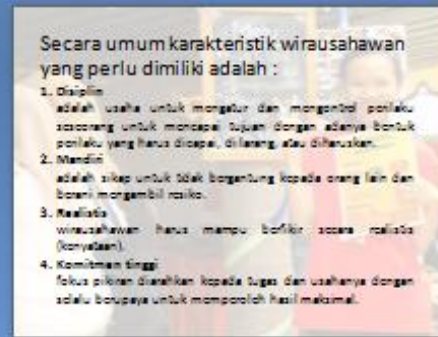 Secara umum karakteristik wirausahawan
yang perlu dimiliki adalah :
1. Disiplin
adalah usaha untuk mengatur dan mengontrol perilaku
seseorang untuk mencapai tujuan dengan adanya bentuk
perilaku yang harus dicapai, dilarang, atau diharuskan.
2. Mandiri
adalah sikap untuk tidak bergantung kepada orang lain dan
berani mengambil resiko.
3. Realistis
wirausahawan harus mampu berfikir secara realistis
(kenyataan).
4. Komitmen tinggi
fokus pikiran diarahkan kepada tugas dan usahanya dengan
selalu berupaya untuk memperoleh hasil maksimal.